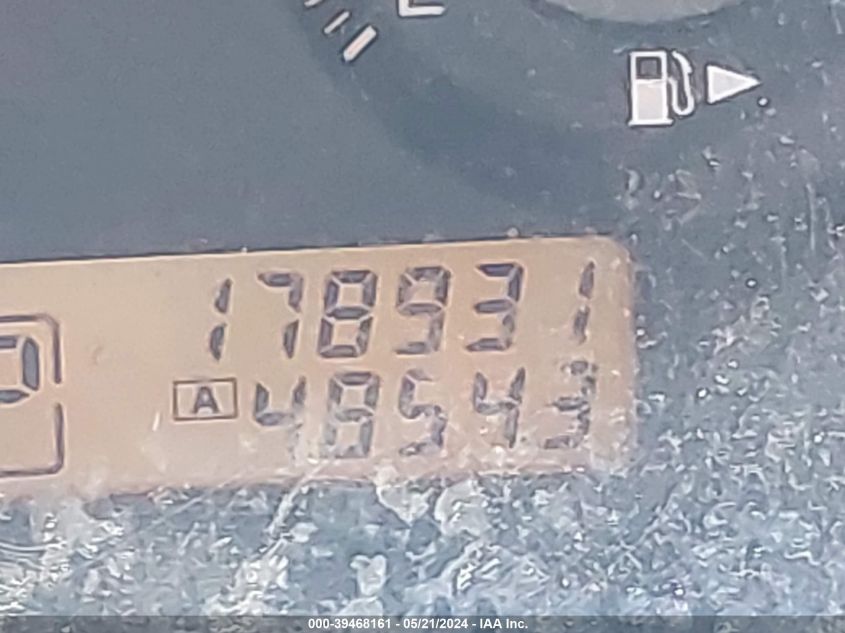 E
178931
A 48543
000-39468161 - 05/21/2024 - IAA Inc.